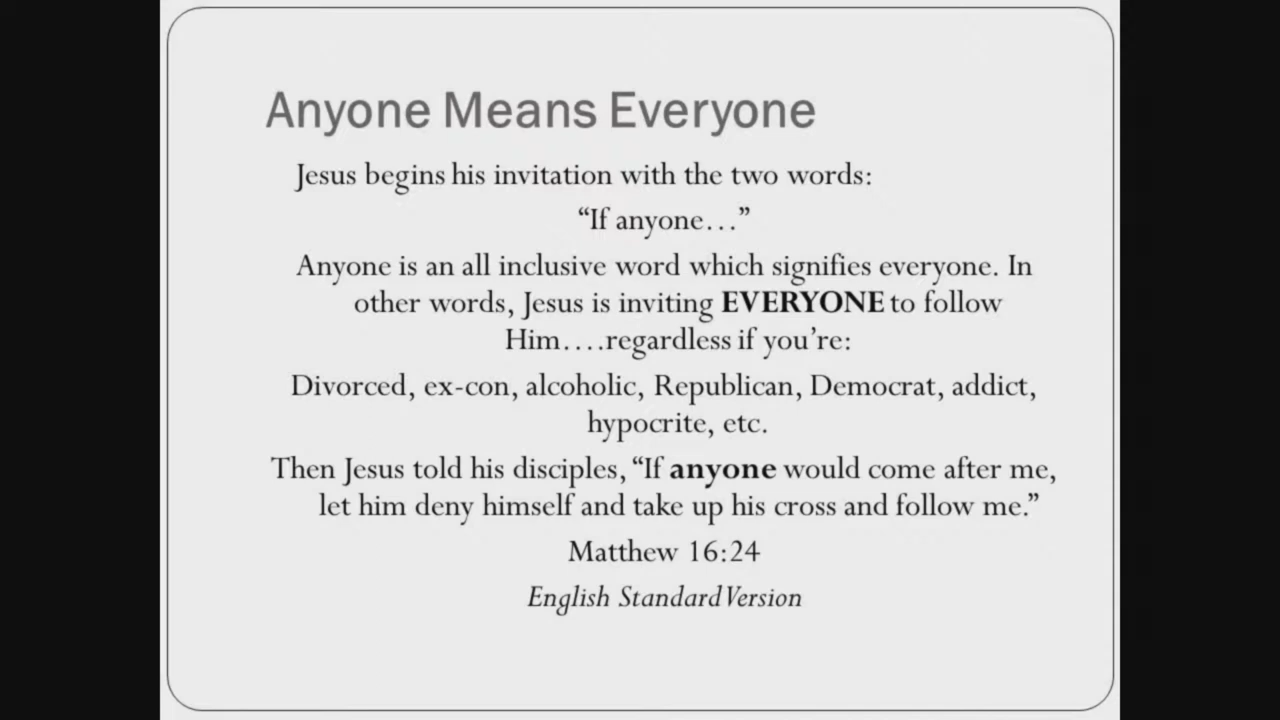 Anyone Means Everyone
Jesus begins his invitation with the two words:
“If anyone…”
Anyone is an all inclusive word which signifies everyone. In
other words, Jesus is inviting EVERYONE to follow
Him….regardless if you’re:
Divorced, ex-con, alcoholic, Republican, Democrat, addict,
hypocrite, etc.
Then Jesus told his disciples, “If anyone would come after me,
let him deny himself and take up his cross and follow me.”
Matthew 16:24
English Standard Version